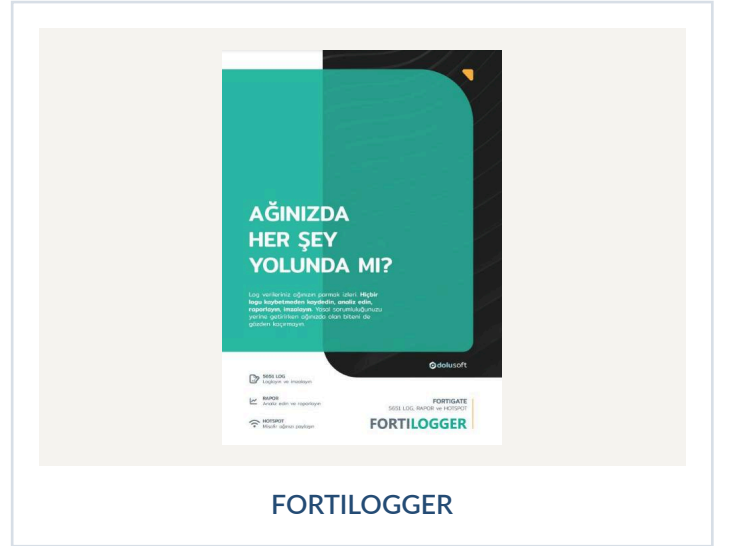 AĞINIZDA
HER ŞEY
YOLUNDA MI?
Log verileriniz ağınızın parmak izleri. Hiçbir
logu kaybetmeden kaydedin, analiz edin,
raporlayın, imzalayın. Yasal sorumluluğunuzu
yerine getirirken ağınızda olan biteni de
gözden kaçırmayın.
dolusoft
5651 LOG
Loglayın ve imzalayın
RAPOR
Analiz edin ve raporlayın
HOTSPOT
Misafir ağınızı paylaşın
FORTIGATE
5651 LOG, RAPOR ve HOTSPOT
FORTILOGGER
FORTILOGGER